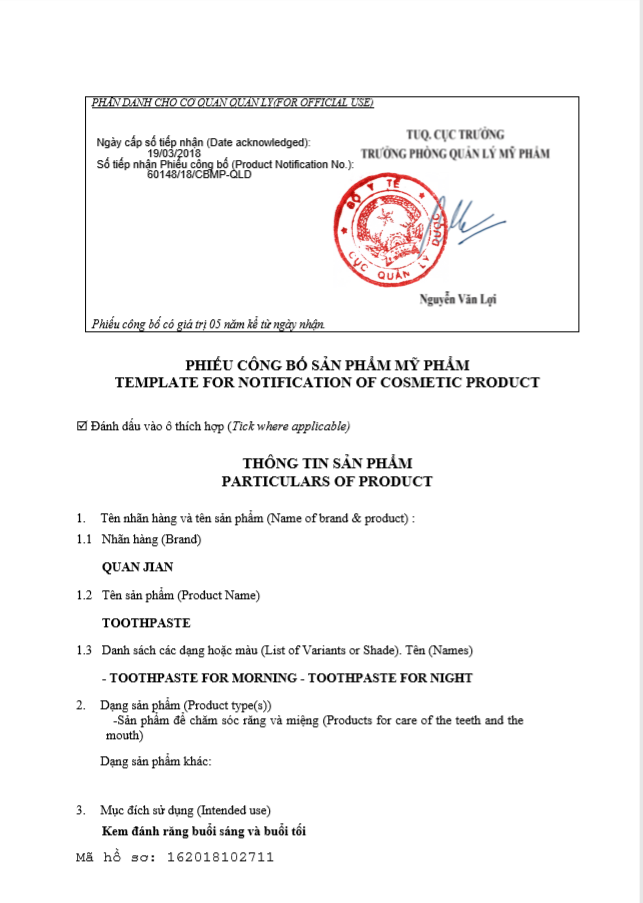 PHẦN DÀNH CHO CƠ QUAN QUẢN LÝ(FOR OFFICIAL USE)
Ngày cấp số tiếp nhận (Date acknowledged):
19/03/2018
Số tiếp nhận Phiếu công bố (Product Notification No.):
60148/18/CBMP-QLD
TUQ. CỤC TRƯỞNG
TRƯỞNG PHÒNG QUẢN LÝ MỸ PHẨM
BỘ Y TẾ
CỤC QUẢN LÝ DƯỢC
Nguyễn Văn Lợi
Phiếu công bố có giá trị 05 năm kể từ ngày nhận.
PHIẾU CÔNG BỐ SẢN PHẨM MỸ PHẨM
TEMPLATE FOR NOTIFICATION OF COSMETIC PRODUCT
☑ Đánh dấu vào ô thích hợp (Tick where applicable)
THÔNG TIN SẢN PHẨM
PARTICULARS OF PRODUCT
1. Tên nhãn hàng và tên sản phẩm (Name of brand & product) :
1.1 Nhãn hàng (Brand)
QUAN JIAN
1.2 Tên sản phẩm (Product Name)
TOOTHPASTE
1.3 Danh sách các dạng hoặc màu (List of Variants or Shade). Tên (Names)
- TOOTHPASTE FOR MORNING - TOOTHPASTE FOR NIGHT
2. Dạng sản phẩm (Product type(s))
-Sản phẩm để chăm sóc răng và miệng (Products for care of the teeth and the
mouth)
Dạng sản phẩm khác:
3. Mục đích sử dụng (Intended use)
Kem đánh răng buổi sáng và buổi tối
Mã hồ sơ: 162018102711